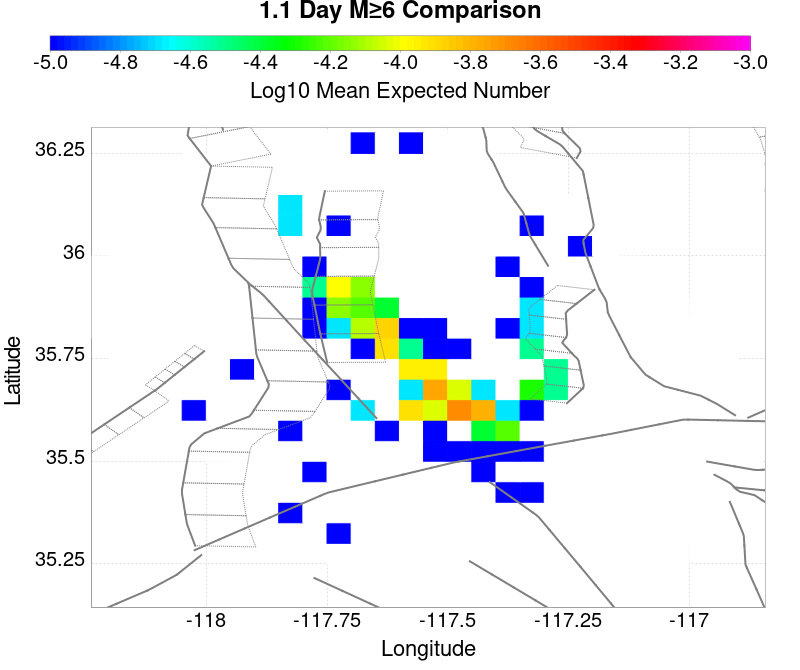 1.1 Day M≥6 Comparison
-5.0 -4.8 -4.6 -4.4 -4.2 -4.0 -3.8 -3.6 -3.4 -3.2 -3.0
Log10 Mean Expected Number
36.25
36
35.75
35.5
35.25
Latitude
-118 -117.75 -117.5 -117.25 -117
Longitude